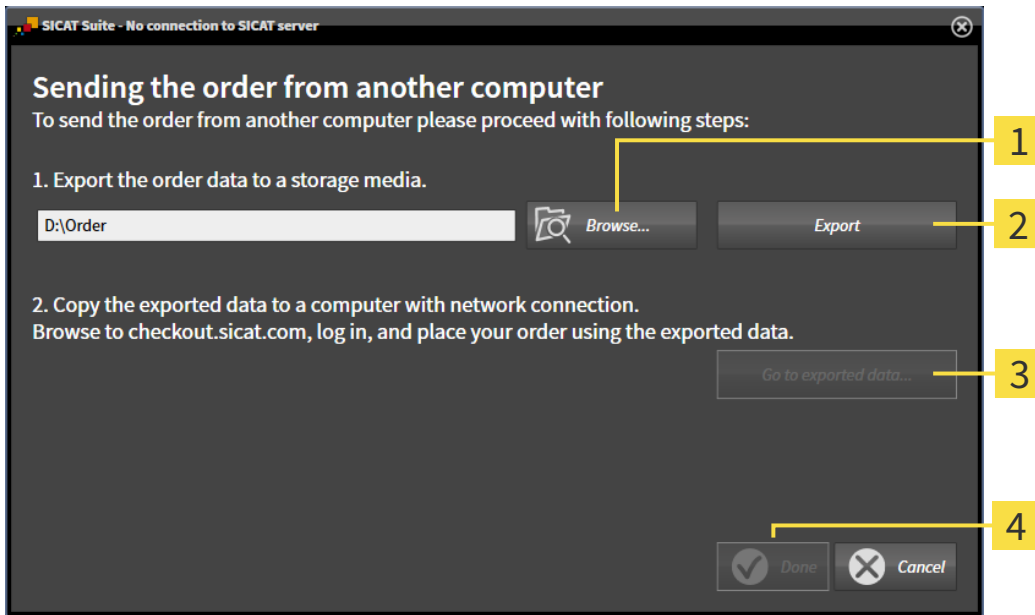 SICAT Suite - No connection to SICAT server
Sending the order from another computer
To send the order from another computer please proceed with following steps:
1
1. Export the order data to a storage media.
D:\Order
Browse...
Export
2
2. Copy the exported data to a computer with network connection.
Browse to checkout.sicat.com, log in, and place your order using the exported data.
Go to exported data...
3
4
Done
Cancel